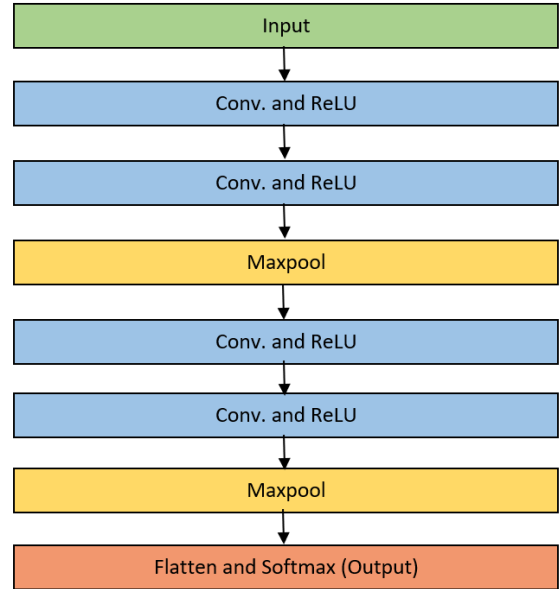 Input
Conv. and ReLU
Conv. and ReLU
Maxpool
Conv. and ReLU
Conv. and ReLU
Maxpool
Flatten and Softmax (Output)